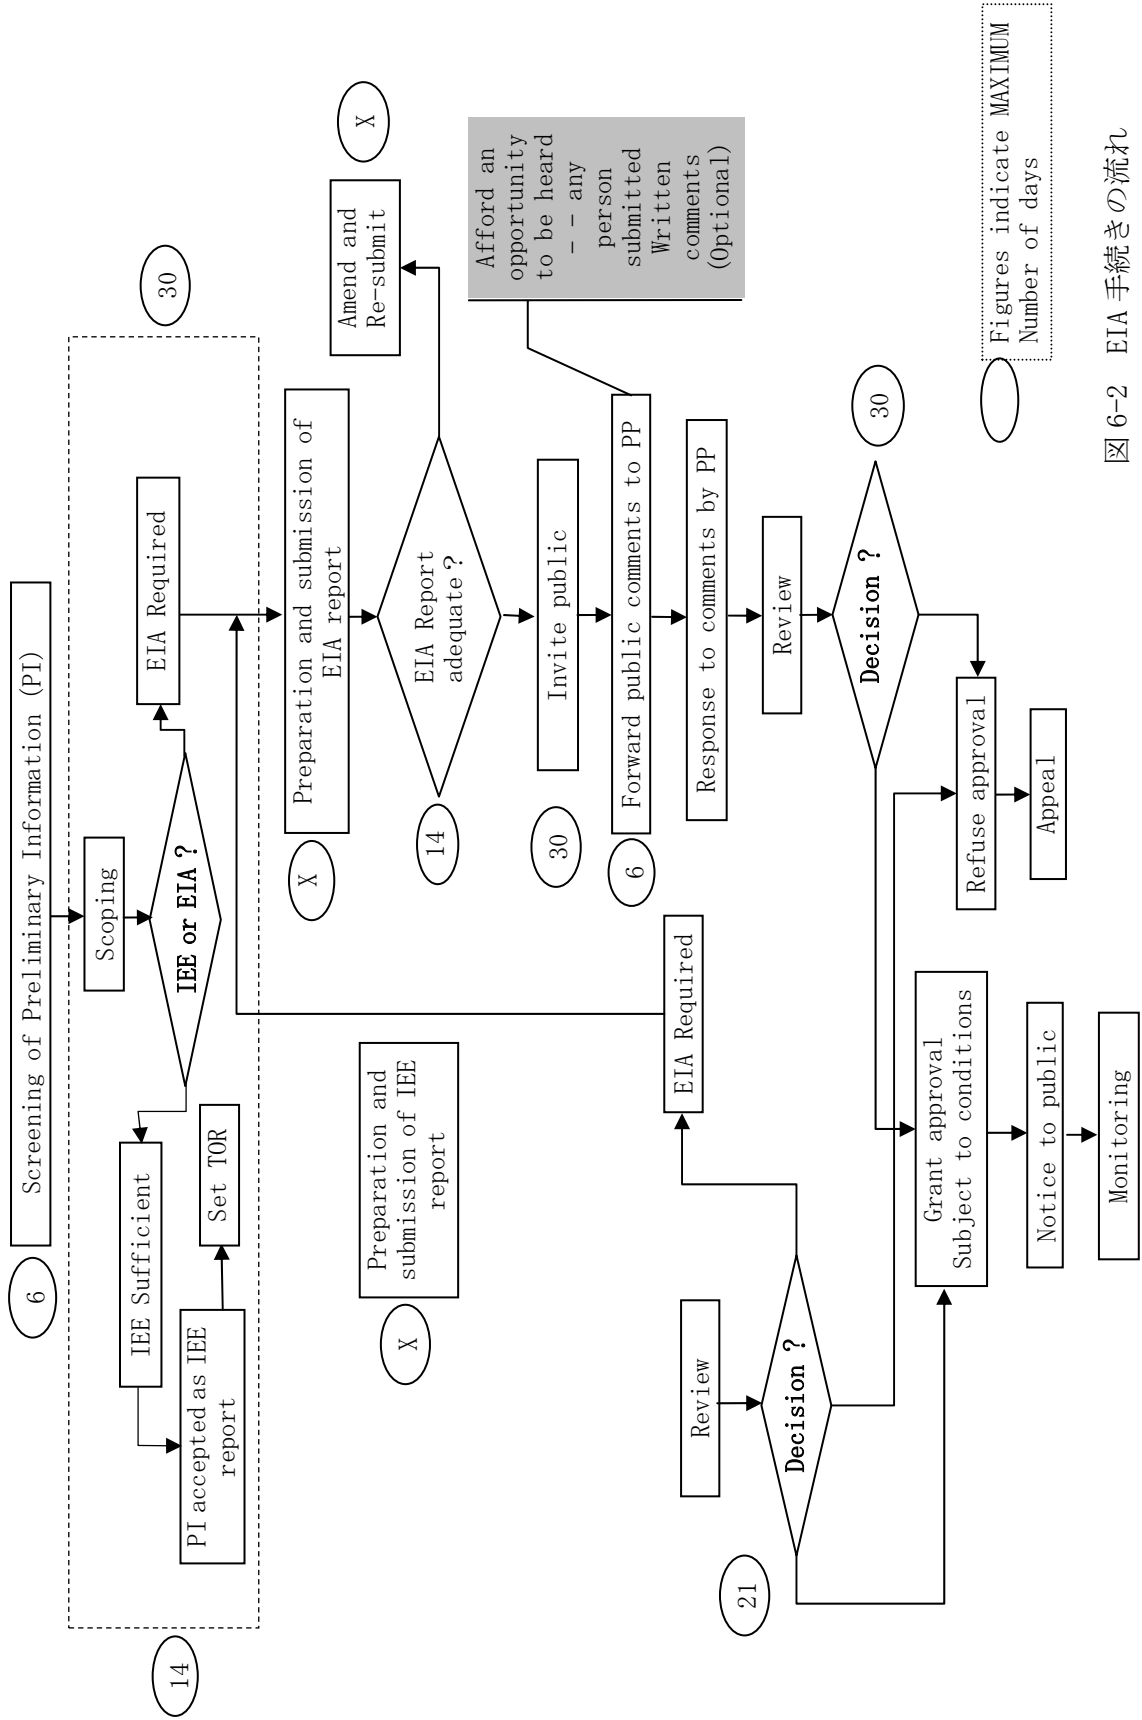 6
Screening of Preliminary Information (PI)
Scoping
IEE or EIA ?
14
30
IEE Sufficient
EIA Required
PI accepted as IEE
report
Set TOR
X
Preparation and submission of
EIA report
Amend and
Re-submit
X
X
Preparation and
submission of IEE
report
14
EIA Report
adequate?
Afford an
opportunity
to be heard
- - any
person
submitted
Written
comments
(Optional)
30
Invite public
6
Forward public comments to PP
EIA Required
Response to comments by PP
Review
Review
21
Decision ?
Decision ?
30
Grant approval
Subject to conditions
Refuse approval
Notice to public
Appeal
Monitoring
Figures indicate MAXIMUM
Number of days
図 6-2 EIA 手続きの流れ